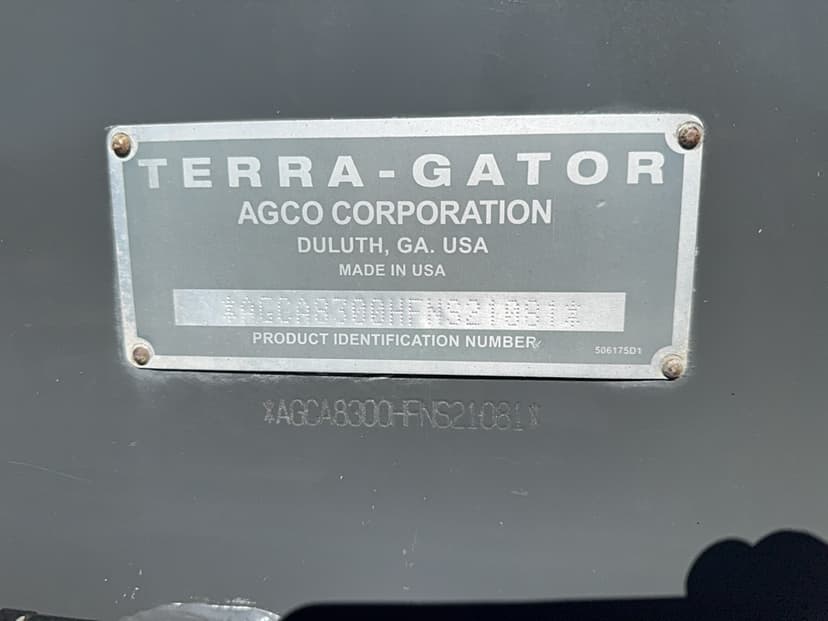 TERRA-GATOR
AGCO CORPORATION
DULUTH, GA. USA
MADE IN USA
*AGCA8300HFNS21081*
PRODUCT IDENTIFICATION NUMBER
506175D1
*AGCA8300HFNS21081*